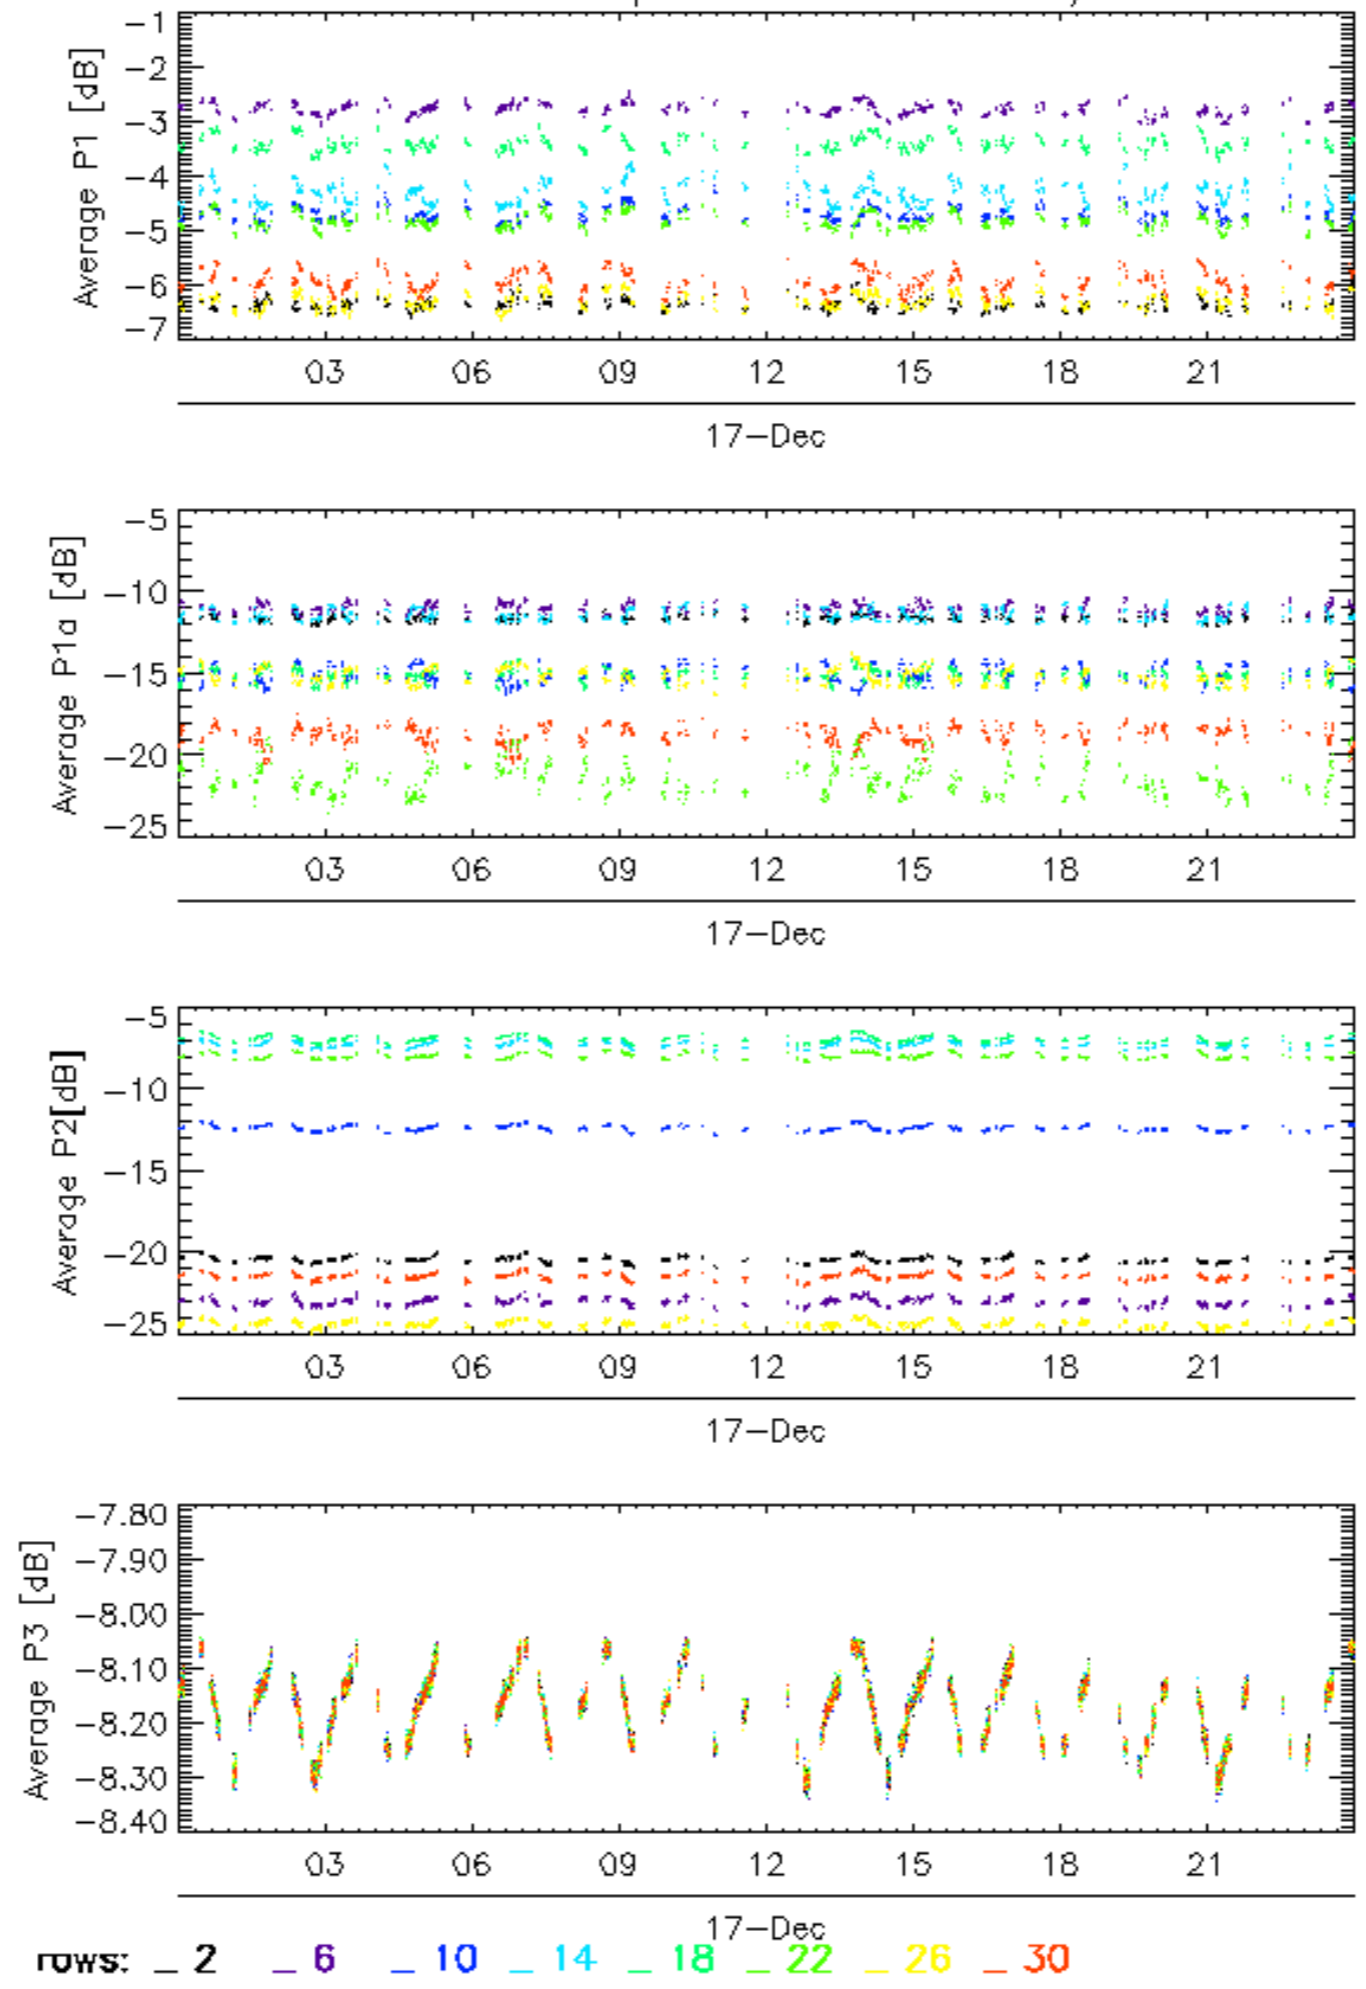 -1
-2
-3
-4
-5
-6
-7
Average P1 [dB]
03 06 09 12 15 18 21
17-Dec
-5
-10
-15
-20
-25
Average P1a [dB]
03 06 09 12 15 18 21
17-Dec
-5
-10
-15
-20
-25
Average P2[dB]
03 06 09 12 15 18 21
17-Dec
-7.80
-7.90
-8.00
-8.10
-8.20
-8.30
-8.40
Average P3 [dB]
03 06 09 12 15 18 21
17-Dec
rows: _ 2 _ 6 _ 10 _ 14 _ 18 _ 22 _ 26 _ 30